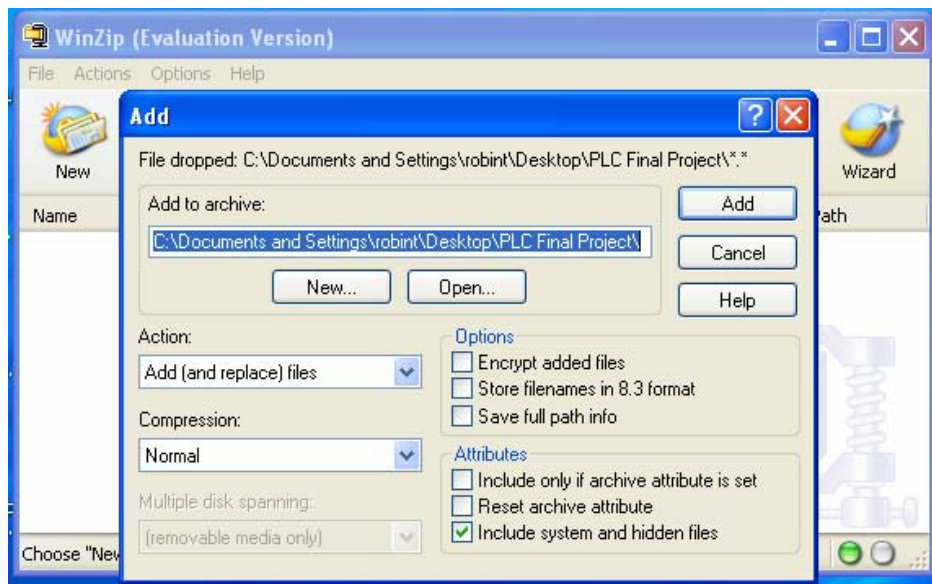 WinZip (Evaluation Version)
File Actions Options Help
New
Wizard
Name
ath
Add
File dropped: C:\Documents and Settings\robint\Desktop\PLC Final Project\*.*
Add to archive:
C:\Documents and Settings\robint\Desktop\PLC Final Project\
New...
Open...
Add
Cancel
Help
Action:
Add (and replace) files
Compression:
Normal
Multiple disk spanning:
(removable media only)
Options
Encrypt added files
Store filenames in 8.3 format
Save full path info
Attributes
Include only if archive attribute is set
Reset archive attribute
Include system and hidden files
Choose "New